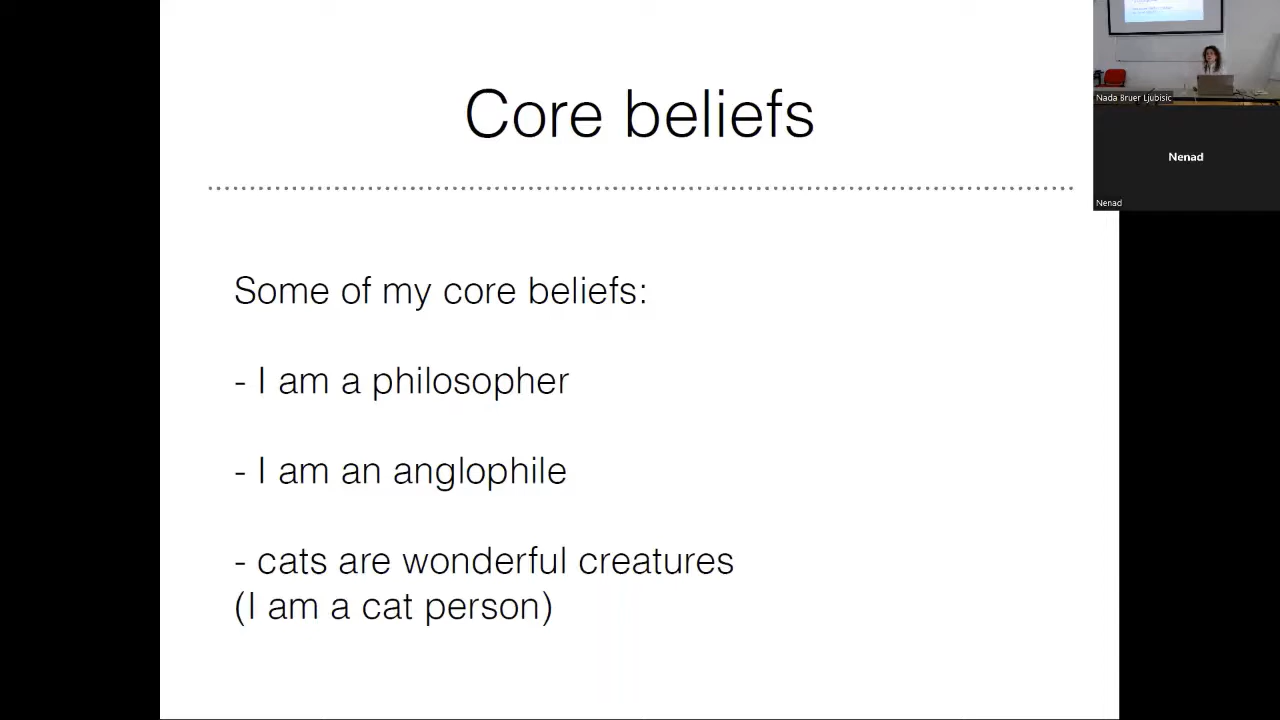 Core beliefs
Some of my core beliefs:
- I am a philosopher
- I am an anglophile
- cats are wonderful creatures
(I am a cat person)
Nada Bruer Ljubisic
Nenad
Nenad